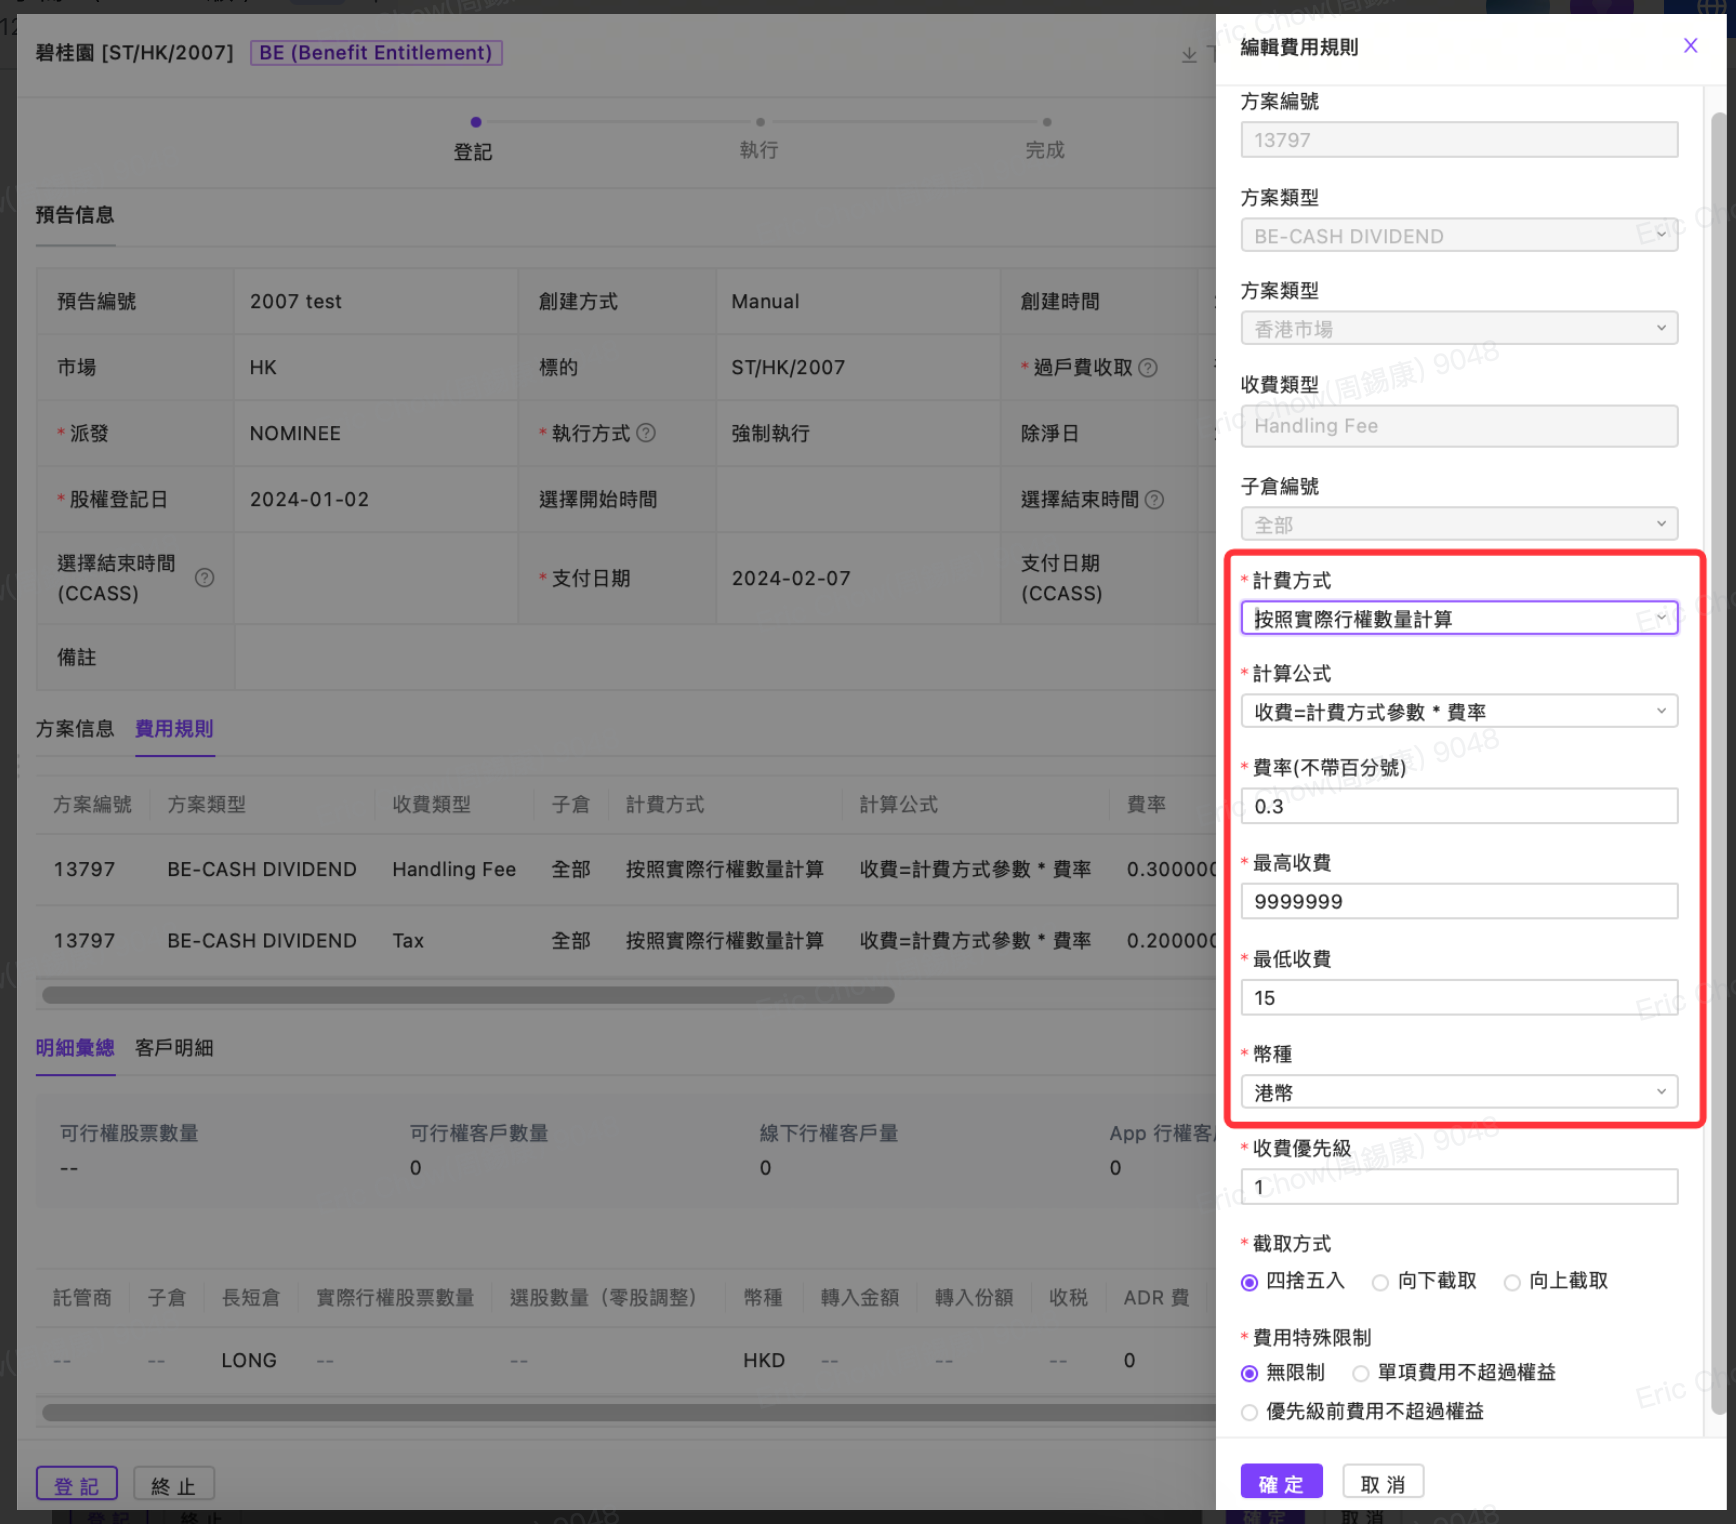 碧桂園 [ST/HK/2007]
BE (Benefit Entitlement)
登記
執行
完成
預告信息
預告編號 2007 test 創建方式 Manual 創建時間
市場 HK 標的 ST/HK/2007 * 過戶費收取
* 派發 NOMINEE * 執行方式 強制執行 除淨日
* 股權登記日 2024-01-02 選擇開始時間 選擇結束時間
選擇結束時間 (CCASS) * 支付日期 2024-02-07 支付日期 (CCASS)
備註
方案信息 費用規則
方案編號 方案類型 收費類型 子倉 計費方式 計算公式 費率
13797 BE-CASH DIVIDEND Handling Fee 全部 按照實際行權數量計算 收費=計費方式參數 * 費率 0.300000
13797 BE-CASH DIVIDEND Tax 全部 按照實際行權數量計算 收費=計費方式參數 * 費率 0.200000
明細彙總 客戶明細
可行權股票數量 可行權客戶數量 線下行權客戶量 App 行權客
-- 0 0 0
託管商 子倉 長短倉 實際行權股票數量 選股數量（零股調整） 幣種 轉入金額 轉入份額 收税 ADR 費
-- -- LONG -- -- HKD -- -- -- 0
登 記 終 止
編輯費用規則
方案編號
13797
方案類型
BE-CASH DIVIDEND
方案類型
香港市場
收費類型
Handling Fee
子倉編號
全部
* 計費方式
按照實際行權數量計算
* 計算公式
收費=計費方式參數 * 費率
* 費率(不帶百分號)
0.3
* 最高收費
9999999
* 最低收費
15
* 幣種
港幣
* 收費優先級
1
* 截取方式
四捨五入 向下截取 向上截取
* 費用特殊限制
無限制 單項費用不超過權益
優先級前費用不超過權益
確 定 取 消
Eric Chow(周錫康) 9048